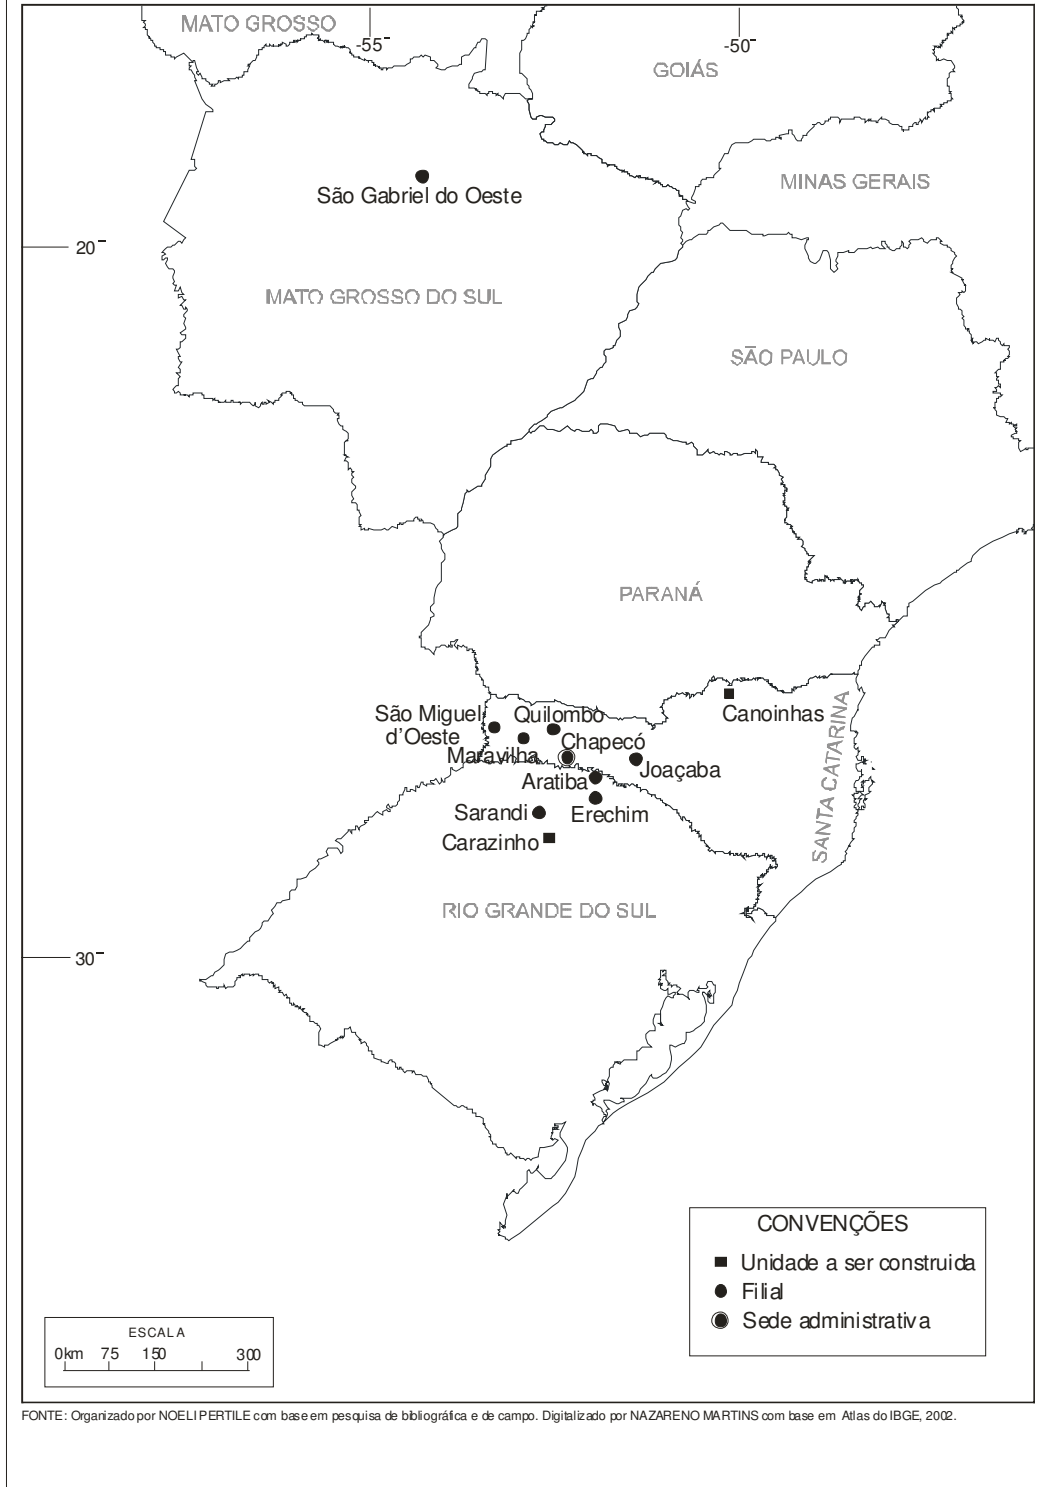 MATO GROSSO
-55
-50
GOIÁS
MINAS GERAIS
São Gabriel do Oeste
20
MATO GROSSO DO SUL
SÃO PAULO
PARANÁ
São Miguel
d'Oeste
Quilombo
Canoinhas
Maravilha
Chapecó
Joaçaba
SANTA CATARINA
Aratiba
Sarandi
Erechim
Carazinho
RIO GRANDE DO SUL
30
CONVENÇÕES
Unidade a ser construida
Filial
Sede administrativa
ESCALA
0km 75 150 300
FONTE: Organizado por NOELI PERTILE com base em pesquisa de bibliográfica e de campo. Digitalizado por NAZARENO MARTINS com base em Atlas do IBGE, 2002.